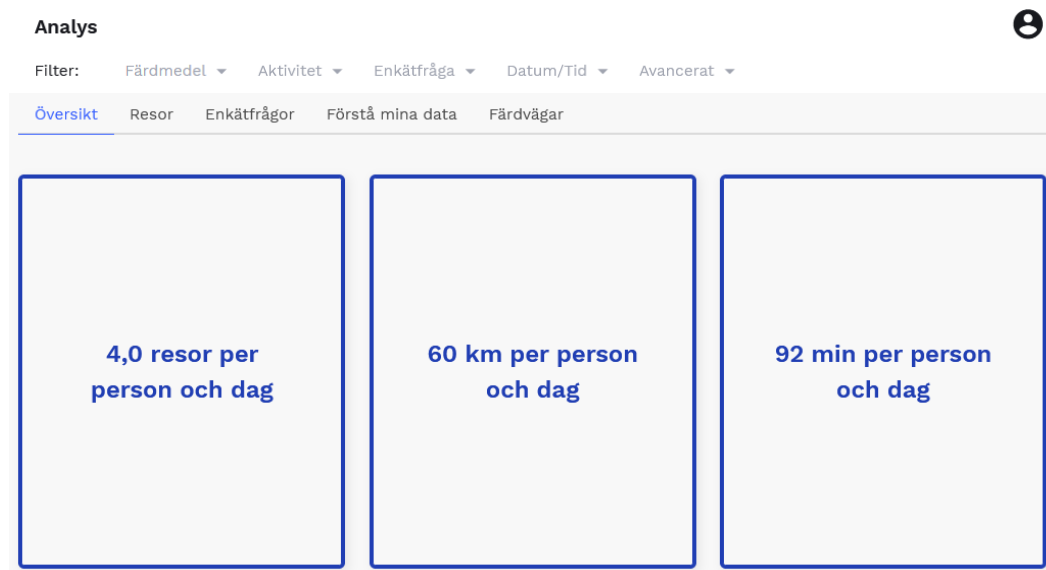 Analys
Filter: Färdmedel Aktivitet Enkätfråga Datum/Tid Avancerat
Översikt Resor Enkätfrågor Förstå mina data Färdvägar
4,0 resor per
person och dag
60 km per person
och dag
92 min per person
och dag